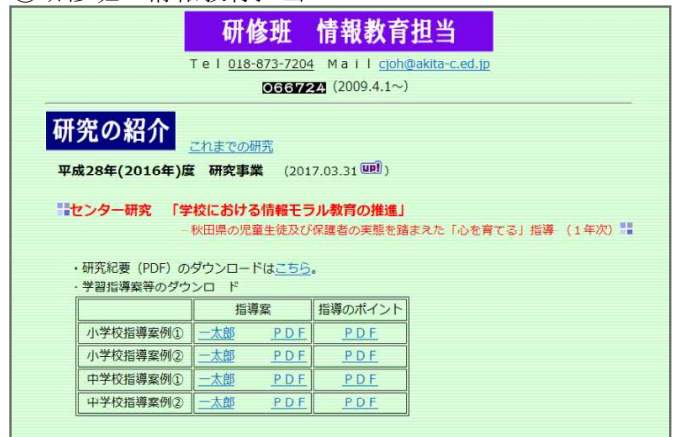 研修班　情報教育担当
Tel 018-873-7204 Mail cjoh@akita-c.ed.jp
066724 (2009.4.1～)
研究の紹介 これまでの研究
平成28年(2016年)度 研究事業 (2017.03.31 up!)
センター研究 「学校における情報モラル教育の推進」
－秋田県の児童生徒及び保護者の実態を踏まえた「心を育てる」指導－（1年次）
・研究紀要（PDF）のダウンロードはこちら。
・学習指導案等のダウンロード
指導案 指導のポイント
小学校指導案例① 一太郎 PDF PDF
小学校指導案例② 一太郎 PDF PDF
中学校指導案例① 一太郎 PDF PDF
中学校指導案例② 一太郎 PDF PDF